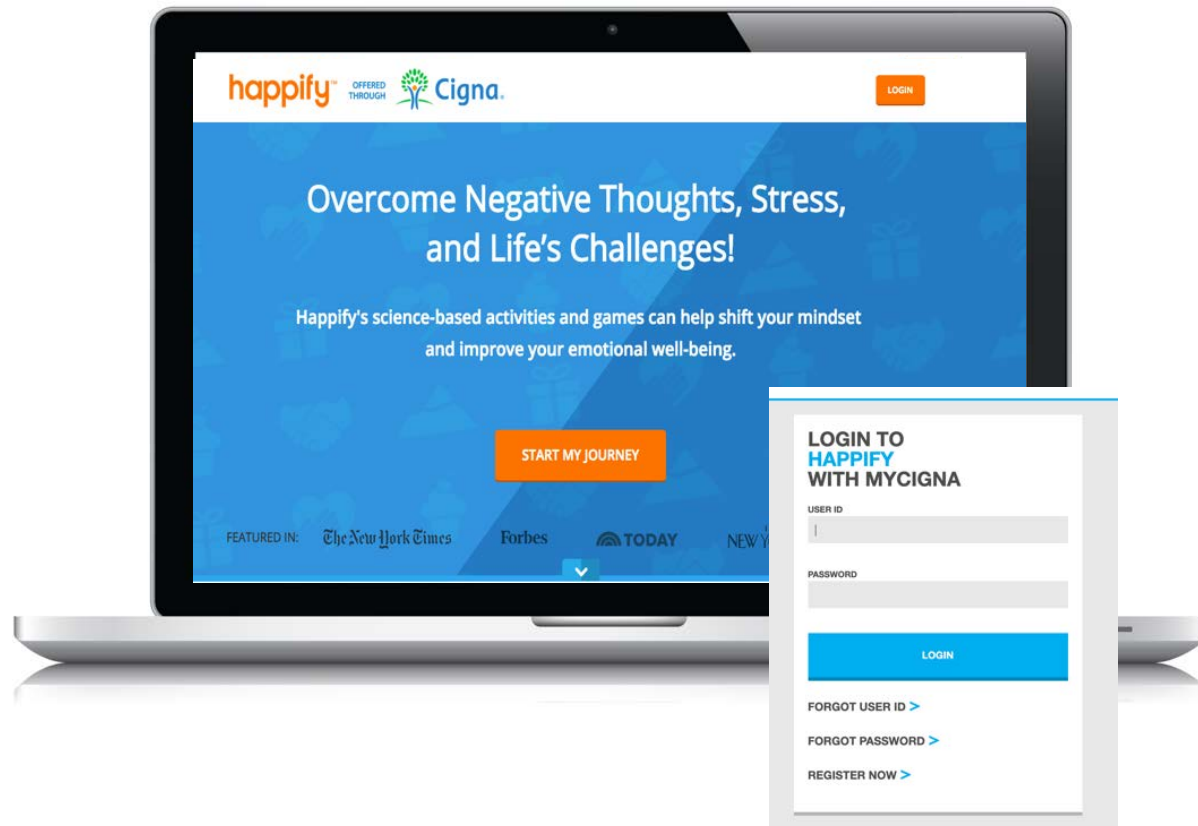 happify™ OFFERED THROUGH Cigna®
LOGIN
Overcome Negative Thoughts, Stress,
and Life's Challenges!
Happify's science-based activities and games can help shift your mindset
and improve your emotional well-being.
START MY JOURNEY
FEATURED IN: The New York Times Forbes TODAY NEW
LOGIN TO
HAPPIFY
WITH MYCIGNA
USER ID
PASSWORD
LOGIN
FORGOT USER ID >
FORGOT PASSWORD >
REGISTER NOW >